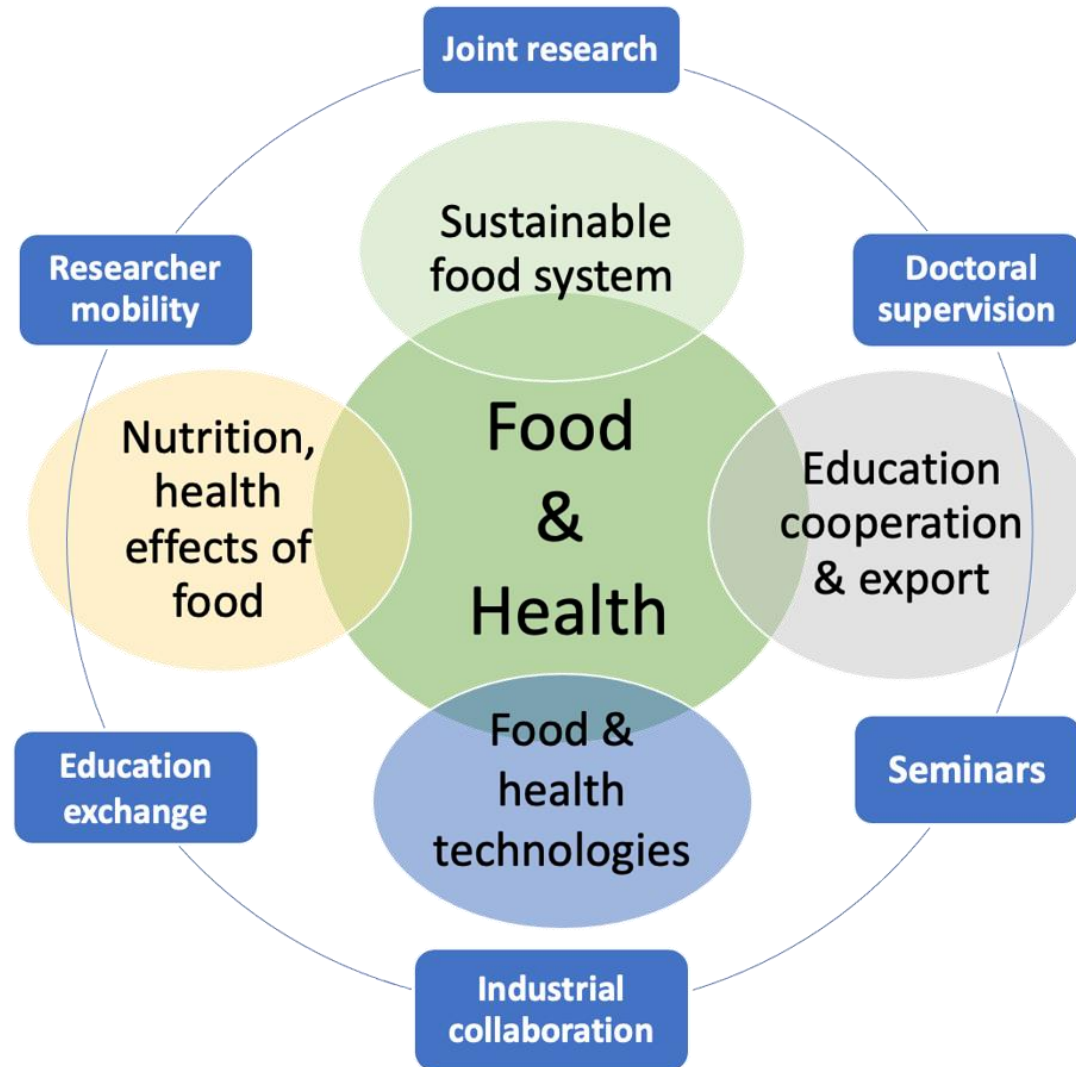 Joint research
Sustainable
food system
Researcher
mobility
Doctoral
supervision
Food
&
Health
Nutrition,
health
effects of
food
Education
cooperation
& export
Food &
health
technologies
Education
exchange
Seminars
Industrial
collaboration